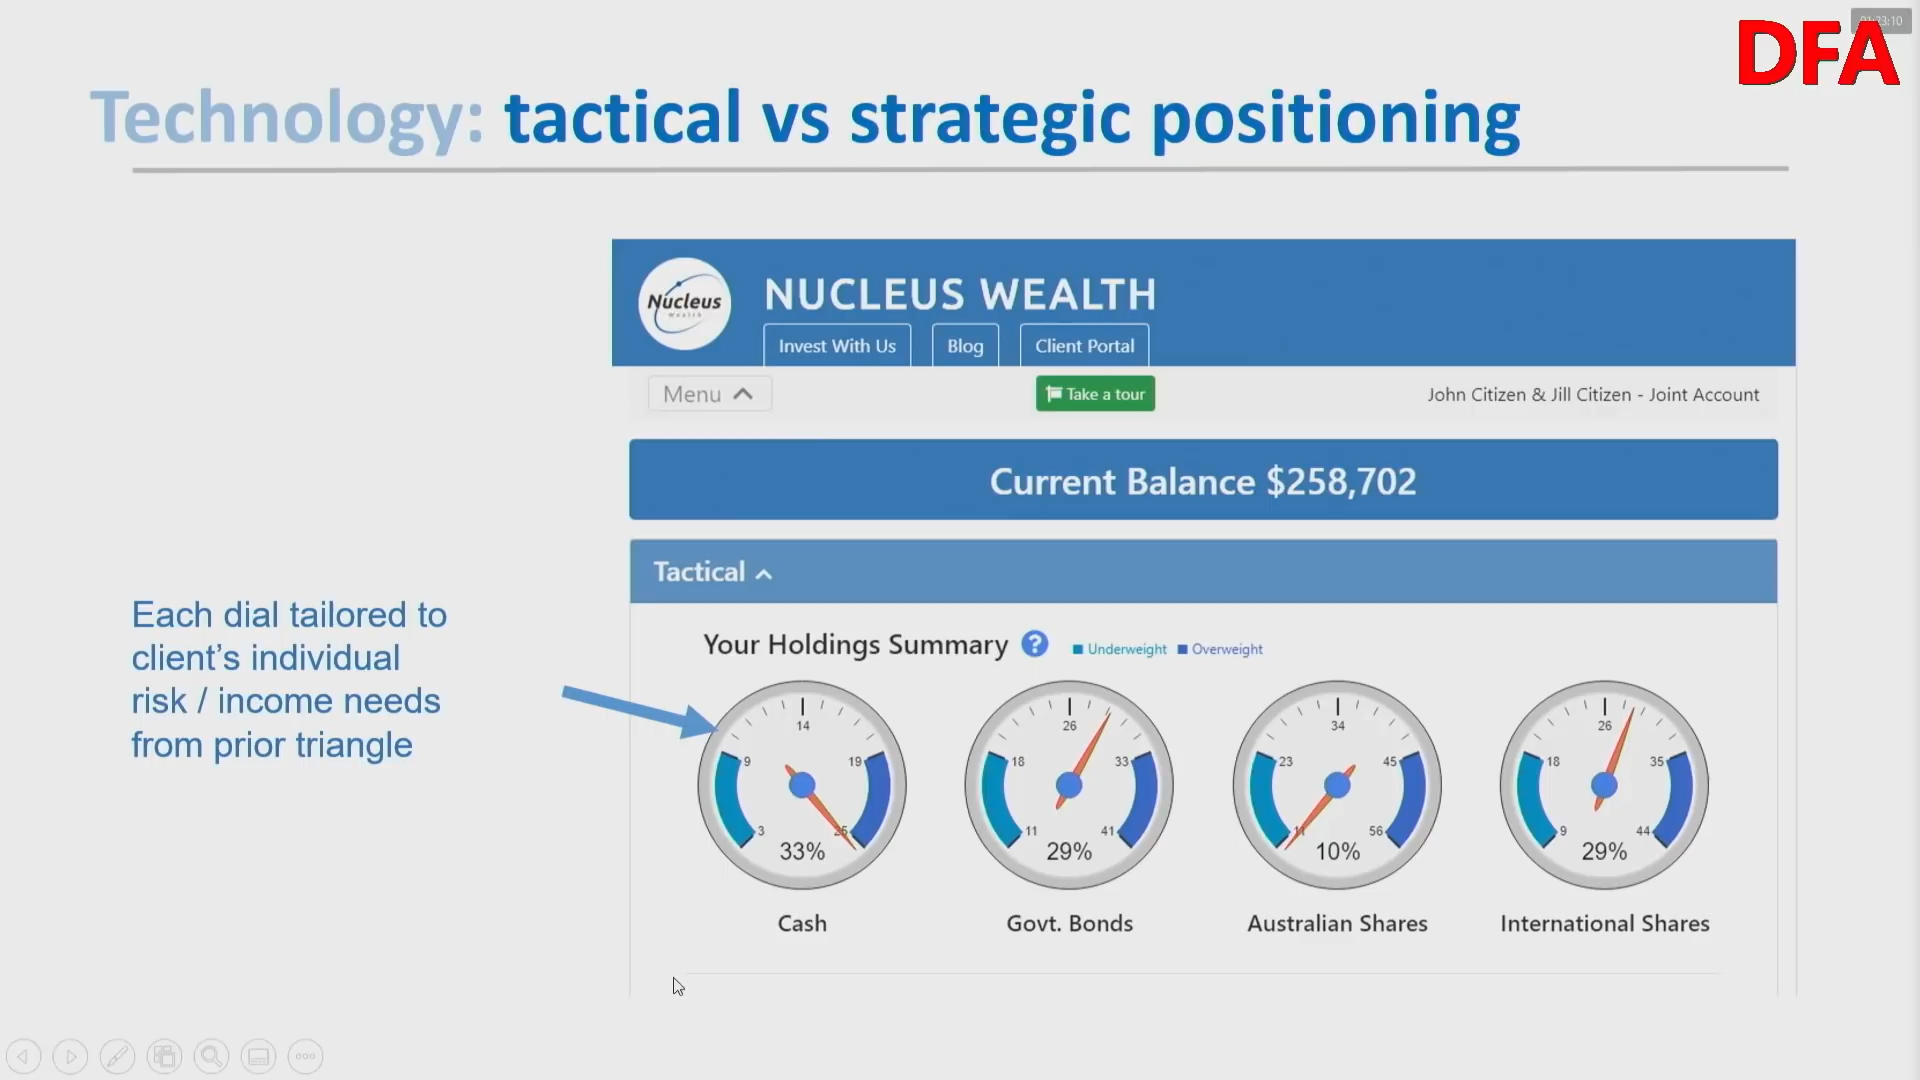 01:23:10
DFA
Technology: tactical vs strategic positioning
Nucleus
Wealth
NUCLEUS WEALTH
Invest With Us
Blog
Client Portal
Menu
Take a tour
John Citizen & Jill Citizen - Joint Account
Current Balance $258,702
Tactical
Each dial tailored to
client's individual
risk / income needs
from prior triangle
Your Holdings Summary ?
Underweight Overweight
14
9 19
3 25
33%
Cash
26
18 33
11 41
29%
Govt. Bonds
34
23 45
11 56
10%
Australian Shares
26
18 35
9 44
29%
International Shares